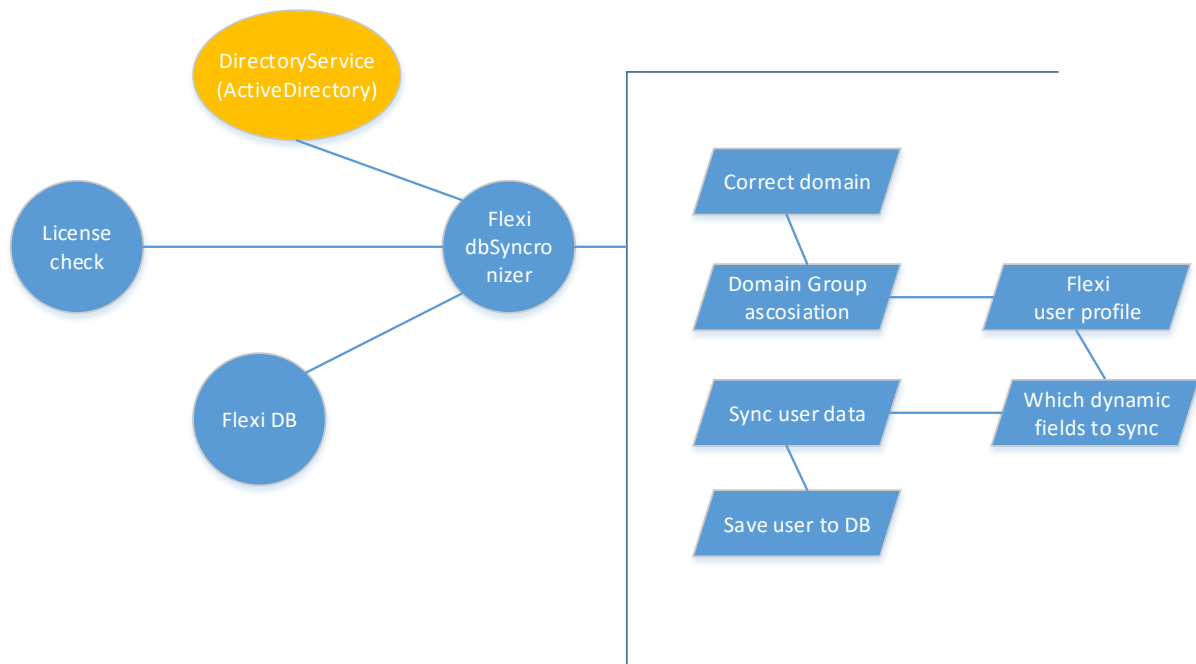 DirectoryService
(ActiveDirectory)
License
check
Flexi
dbSyncro
nizer
Flexi DB
Correct domain
Domain Group
ascosiation
Flexi
user profile
Sync user data
Which dynamic
fields to sync
Save user to DB